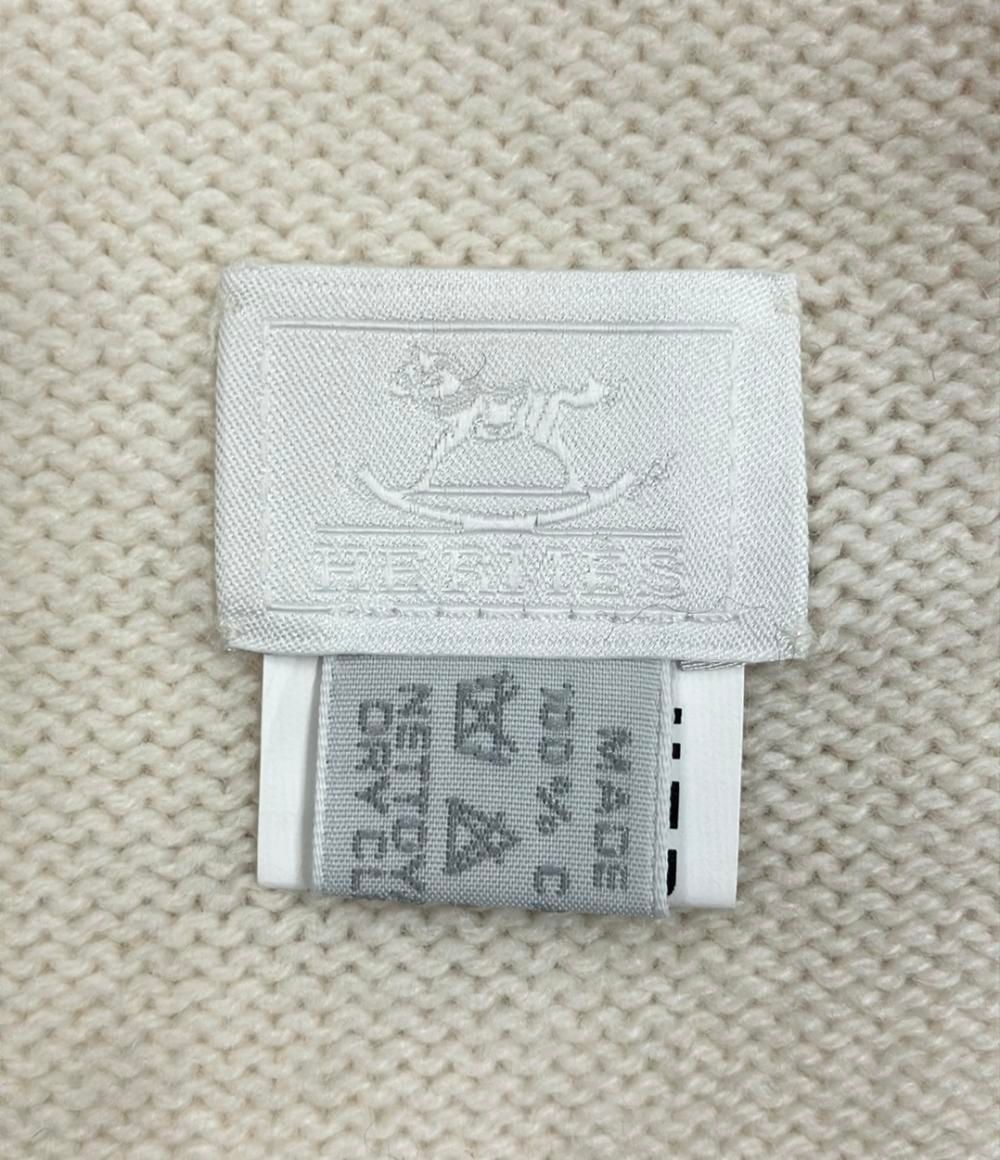 HERMES
MADE
100% C
NETTOY
DRY CL